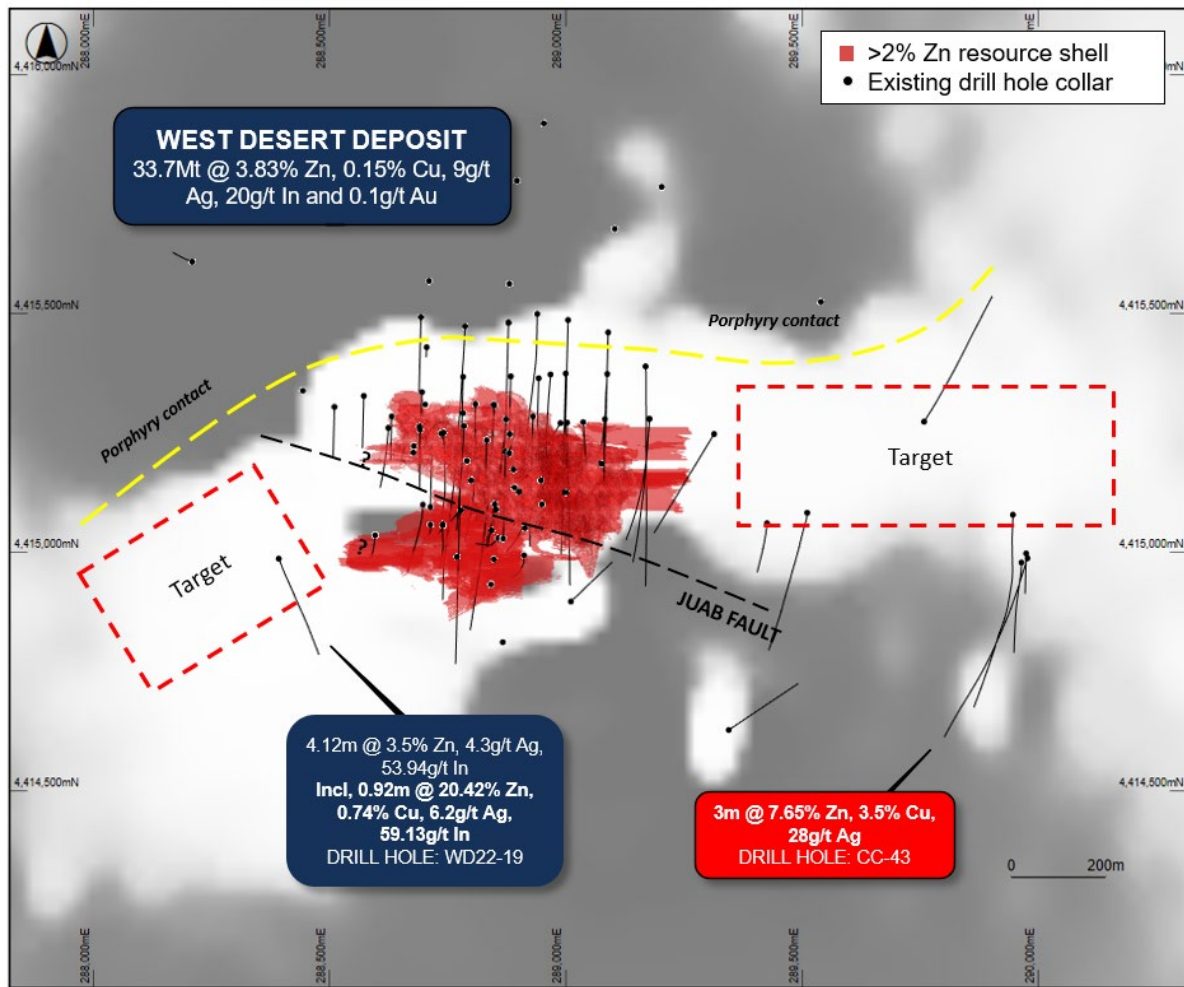 288,000mE
288,500mE
289,000mE
289,500mE
290,000mE
4,416,000mN
>2% Zn resource shell
Existing drill hole collar
WEST DESERT DEPOSIT
33.7Mt @ 3.83% Zn, 0.15% Cu, 9g/t
Ag, 20g/t In and 0.1g/t Au
4,415,500mN
4,415,500mN
Porphyry contact
Porphyry contact
?
Target
Target
?
4,415,000mN
4,415,000mN
JUAB FAULT
4.12m @ 3.5% Zn, 4.3g/t Ag,
53.94g/t In
Incl, 0.92m @ 20.42% Zn,
0.74% Cu, 6.2g/t Ag,
59.13g/t In
DRILL HOLE: WD22-19
3m @ 7.65% Zn, 3.5% Cu,
28g/t Ag
DRILL HOLE: CC-43
4,414,500mN
4,414,500mN
0 200m
288,000mE
288,500mE
289,000mE
289,500mE
290,000mE